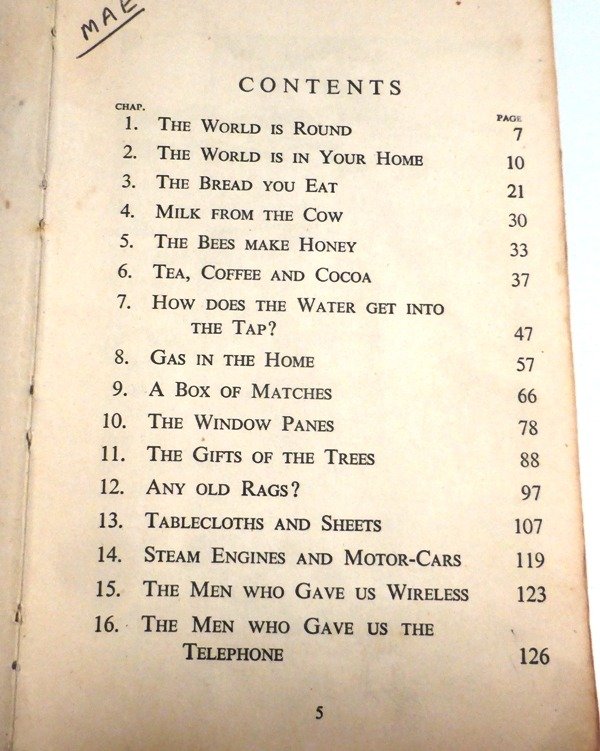 MAE
CONTENTS
CHAP. PAGE
1. THE WORLD IS ROUND 7
2. THE WORLD IS IN YOUR HOME 10
3. THE BREAD YOU EAT 21
4. MILK FROM THE COW 30
5. THE BEES MAKE HONEY 33
6. TEA, COFFEE AND COCOA 37
7. HOW DOES THE WATER GET INTO
THE TAP? 47
8. GAS IN THE HOME 57
9. A BOX OF MATCHES 66
10. THE WINDOW PANES 78
11. THE GIFTS OF THE TREES 88
12. ANY OLD RAGS? 97
13. TABLECLOTHS AND SHEETS 107
14. STEAM ENGINES AND MOTOR-CARS 119
15. THE MEN WHO GAVE US WIRELESS 123
16. THE MEN WHO GAVE US THE
TELEPHONE 126
5